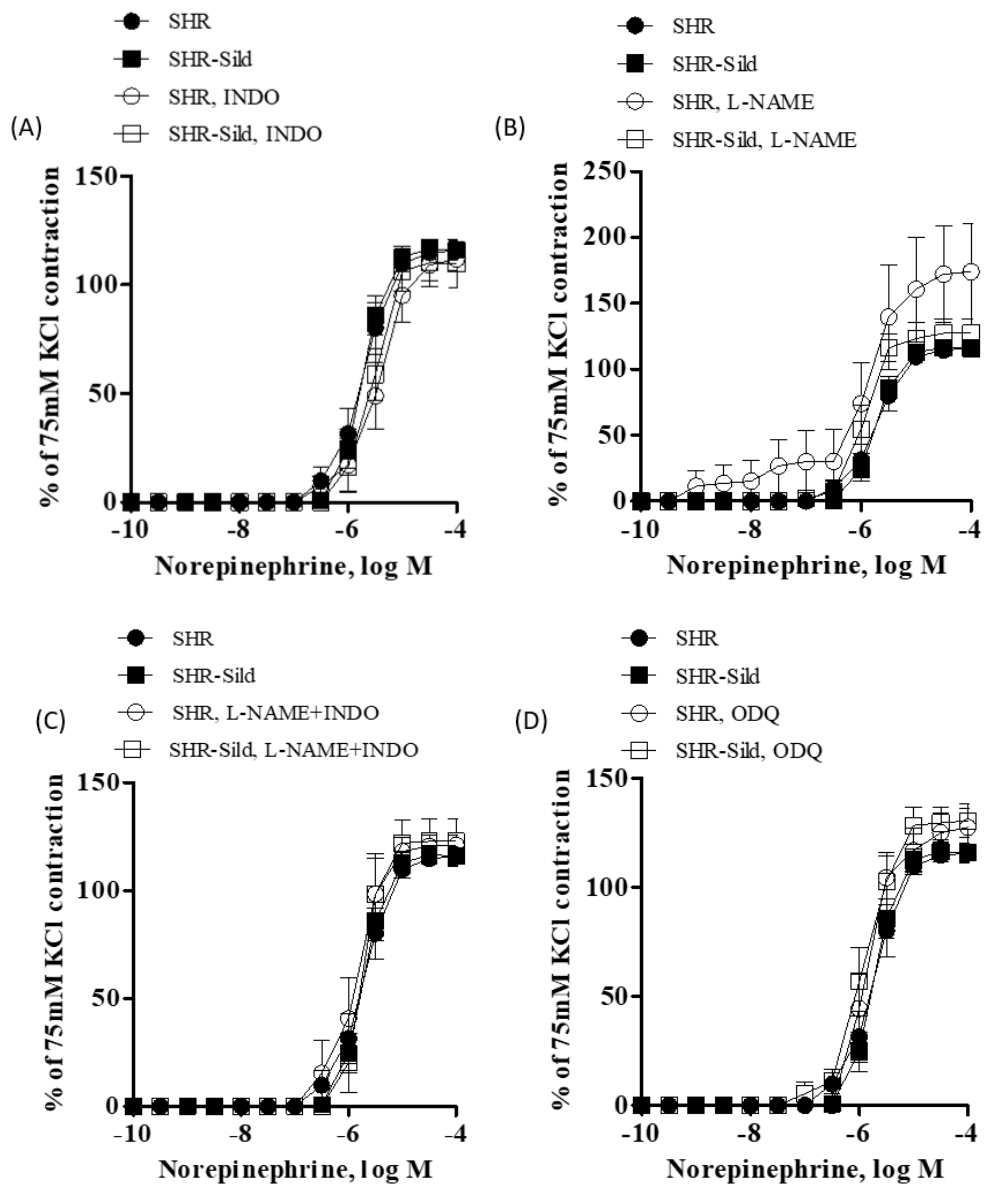 SHR
SHR-Sild
SHR, INDO
SHR-Sild, INDO
(A)
150
100
50
0
% of 75mM KCl contraction
-10
-8
-6
-4
Norepinephrine, log M
SHR
SHR-Sild
SHR, L-NAME
SHR-Sild, L-NAME
(B)
250
200
150
100
50
0
% of 75mM KCl contraction
-10
-8
-6
-4
Norepinephrine, log M
SHR
SHR-Sild
SHR, L-NAME+INDO
SHR-Sild, L-NAME+INDO
(C)
150
100
50
0
% of 75mM KCl contraction
-10
-8
-6
-4
Norepinephrine, log M
SHR
SHR-Sild
SHR, ODQ
SHR-Sild, ODQ
(D)
150
100
50
0
% of 75mM KCl contraction
-10
-8
-6
-4
Norepinephrine, log M